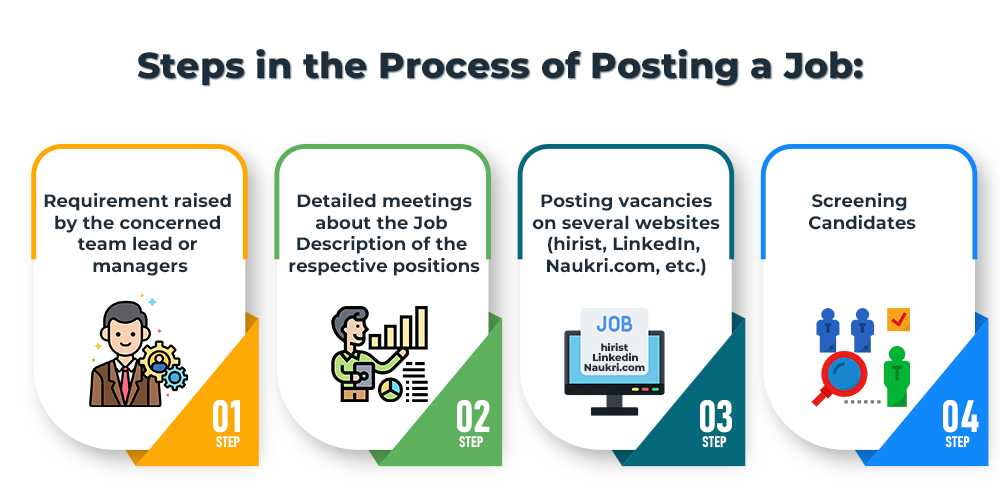 Steps in the Process of Posting a Job:
Requirement raised
by the concerned
team lead or
managers
01
STEP
Detailed meetings
about the Job
Description of the
respective positions
02
STEP
Posting vacancies
on several websites
(hirist, LinkedIn,
Naukri.com, etc.)
JOB
hirist
Linkedin
Naukri.com
03
STEP
Screening
Candidates
04
STEP